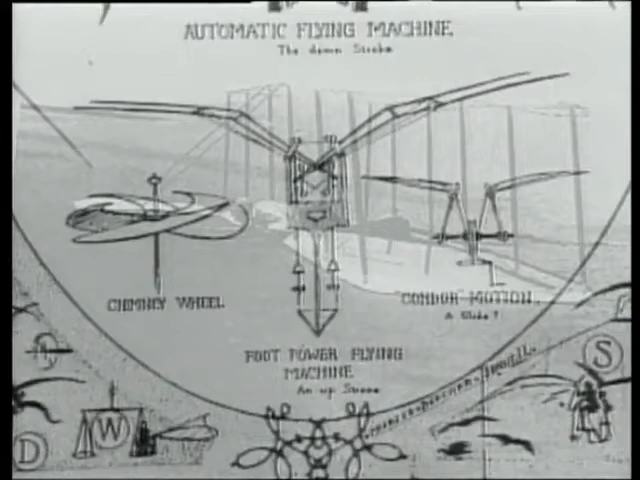 AUTOMATIC FLYING MACHINE
The down Stroke
CHIMNEY WHEEL
"CONDOR" MOTION.
A Glide?
FOOT POWER FLYING
MACHINE
An up Stroke
S
W
D